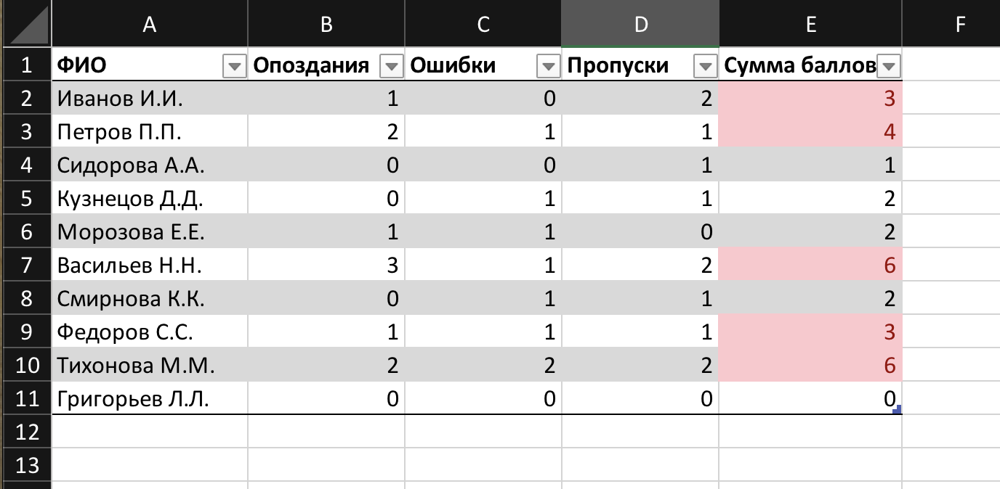 A B C D E F
1 ФИО Опоздания Ошибки Пропуски Сумма баллов
2 Иванов И.И. 1 0 2 3
3 Петров П.П. 2 1 1 4
4 Сидорова А.А. 0 0 1 1
5 Кузнецов Д.Д. 0 1 1 2
6 Морозова Е.Е. 1 1 0 2
7 Васильев Н.Н. 3 1 2 6
8 Смирнова К.К. 0 1 1 2
9 Федоров С.С. 1 1 1 3
10 Тихонова М.М. 2 2 2 6
11 Григорьев Л.Л. 0 0 0 0
12
13